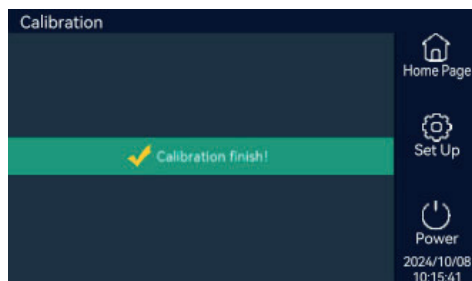 Calibration
Calibration finish!
Home Page
Set Up
Power
2024/10/08
10:15:41